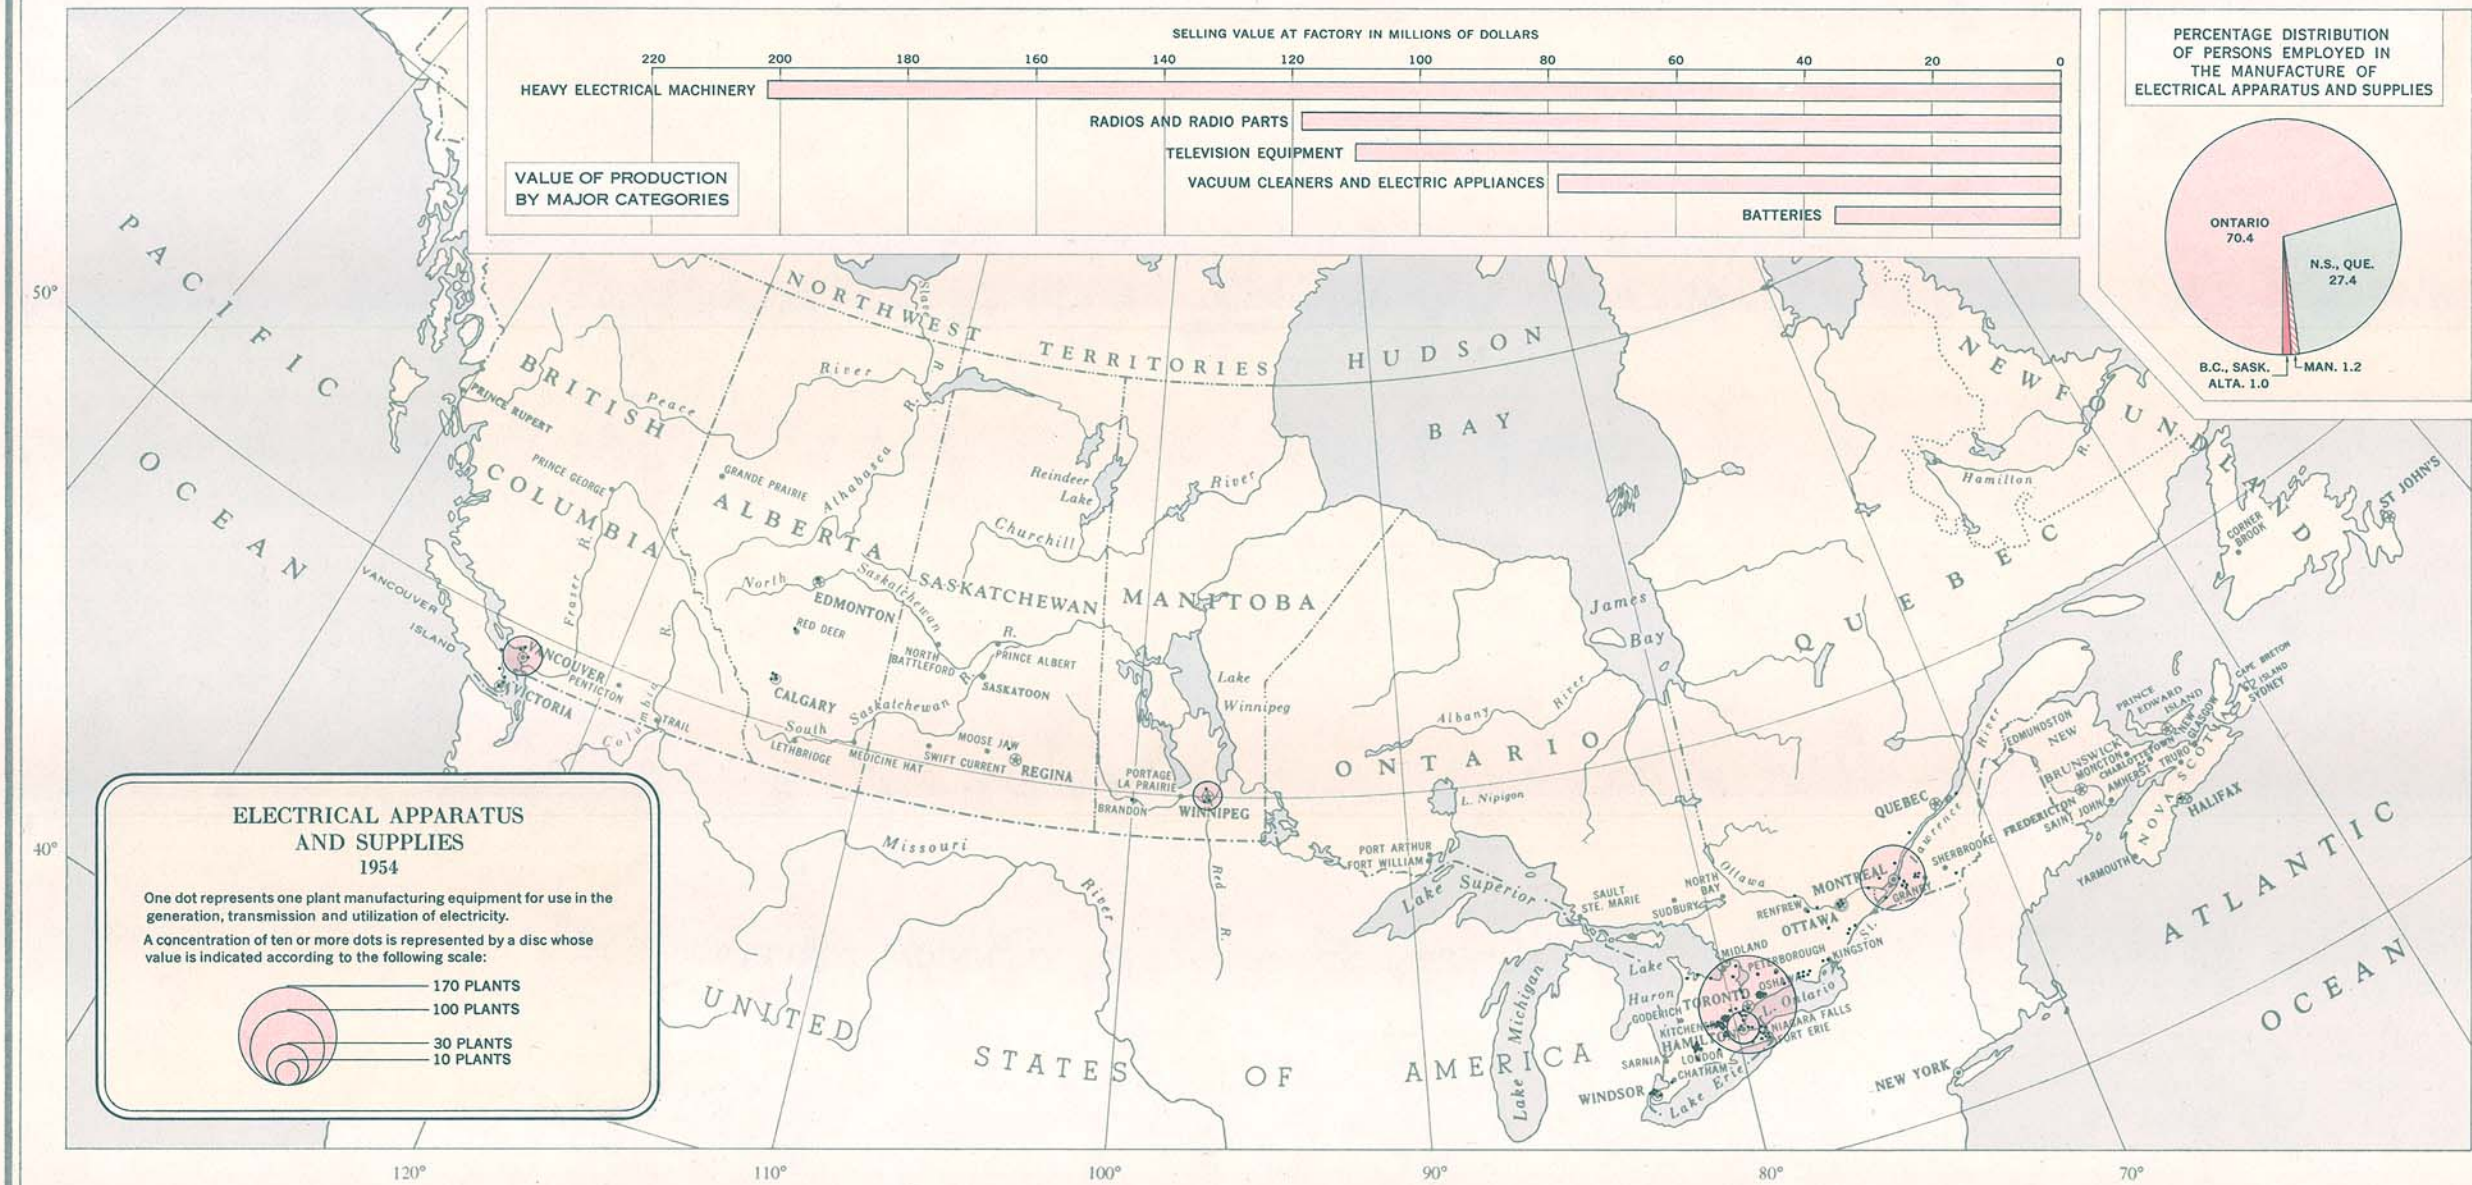 SELLING VALUE AT FACTORY IN MILLIONS OF DOLLARS
220 200 180 160 140 120 100 80 60 40 20 0
HEAVY ELECTRICAL MACHINERY
RADIOS AND RADIO PARTS
TELEVISION EQUIPMENT
VACUUM CLEANERS AND ELECTRIC APPLIANCES
BATTERIES
VALUE OF PRODUCTION
BY MAJOR CATEGORIES
PERCENTAGE DISTRIBUTION
OF PERSONS EMPLOYED IN
THE MANUFACTURE OF
ELECTRICAL APPARATUS AND SUPPLIES
ONTARIO
70.4
N.S., QUE.
27.4
B.C., SASK.
ALTA. 1.0
MAN. 1.2
50°
40°
PACIFIC
OCEAN
NORTHWEST TERRITORIES
HUDSON
BAY
NEWFOUNDLAND
BRITISH
COLUMBIA
ALBERTA
SASKATCHEWAN
MANITOBA
ONTARIO
QUEBEC
Slave R.
Peace River
Athabasca R.
Reindeer
Lake
Churchill River
Hamilton R.
PRINCE RUPERT
PRINCE GEORGE
GRANDE PRAIRIE
Fraser R.
North Saskatchewan R.
EDMONTON
RED DEER
CALGARY
NORTH
BATTLEFORD
PRINCE ALBERT
SASKATOON
South Saskatchewan R.
VANCOUVER
ISLAND
VANCOUVER
VICTORIA
PENTICTON
Columbia R.
TRAIL
LETHBRIDGE
MEDICINE HAT
SWIFT CURRENT
MOOSE JAW
REGINA
PORTAGE
LA PRAIRIE
BRANDON
WINNIPEG
Lake
Winnipeg
Red R.
Missouri River
James
Bay
Albany River
L. Nipigon
PORT ARTHUR
FORT WILLIAM
Lake Superior
SAULT
STE. MARIE
SUDBURY
NORTH
BAY
Ottawa
RENFREW
OTTAWA
MONTREAL
GRANBY
SHERBROOKE
QUEBEC
St. Lawrence River
EDMUNDSTON
NEW
BRUNSWICK
FREDERICTON
SAINT JOHN
MONCTON
CHARLOTTETOWN
AMHERST
TRURO
NEW
GLASGOW
PRINCE
EDWARD
ISLAND
CAPE BRETON
ISLAND
SYDNEY
NOVA SCOTIA
HALIFAX
YARMOUTH
CORNER
BROOK
ST JOHN'S
MIDLAND
PETERBOROUGH
KINGSTON
OSHAWA
TORONTO
L. Ontario
Lake
Huron
GODERICH
KITCHENER
HAMILTON
NIAGARA FALLS
FORT ERIE
SARNIA
LONDON
CHATHAM
WINDSOR
Lake Erie
Lake Michigan
NEW YORK
UNITED STATES OF AMERICA
ATLANTIC
OCEAN
ELECTRICAL APPARATUS
AND SUPPLIES
1954
One dot represents one plant manufacturing equipment for use in the
generation, transmission and utilization of electricity.
A concentration of ten or more dots is represented by a disc whose
value is indicated according to the following scale:
170 PLANTS
100 PLANTS
30 PLANTS
10 PLANTS
120° 110° 100° 90° 80° 70°